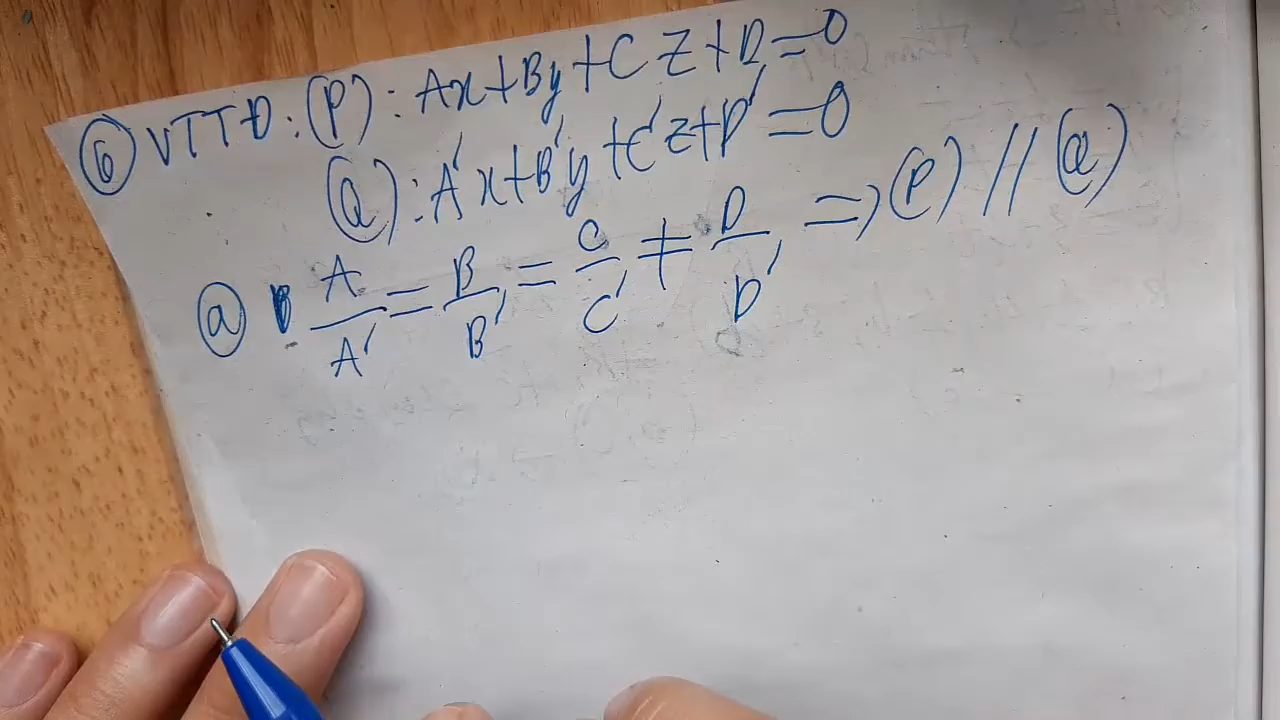 ⑥ VTTĐ: (P): Ax+By+Cz+D=0
(Q): A'x+B'y+C'z+D'=0
ⓐ A/A' = B/B' = C/C' ≠ D/D' => (P) // (Q)